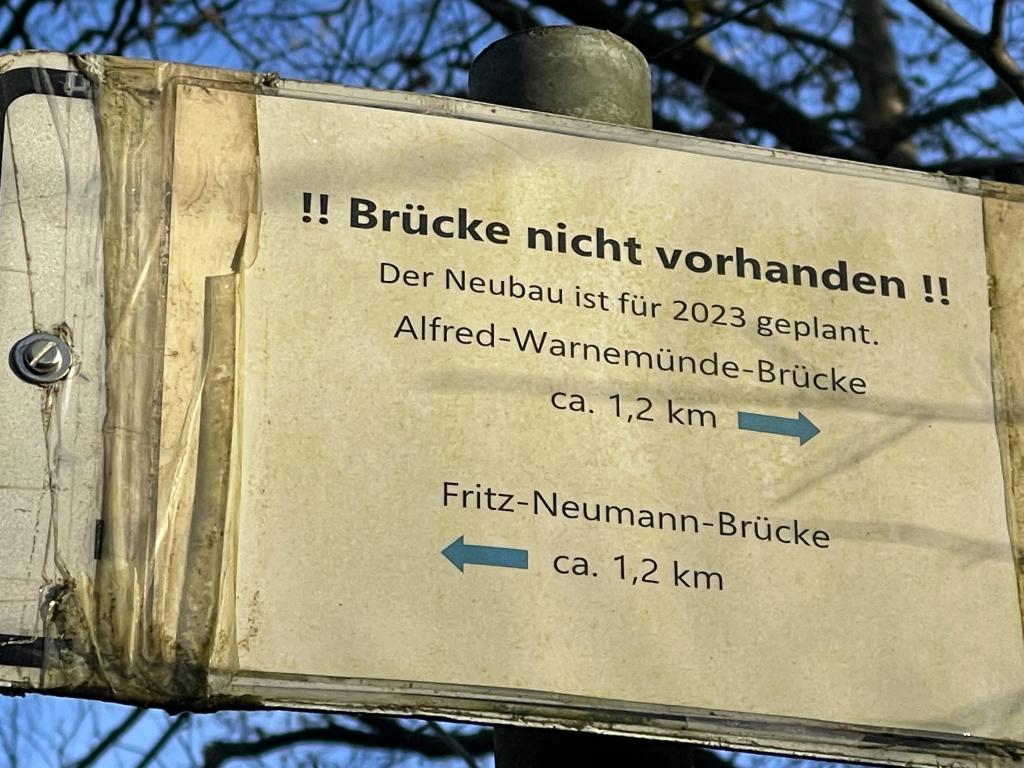 !! Brücke nicht vorhanden !!
Der Neubau ist für 2023 geplant.
Alfred-Warnemünde-Brücke
ca. 1,2 km
Fritz-Neumann-Brücke
ca. 1,2 km